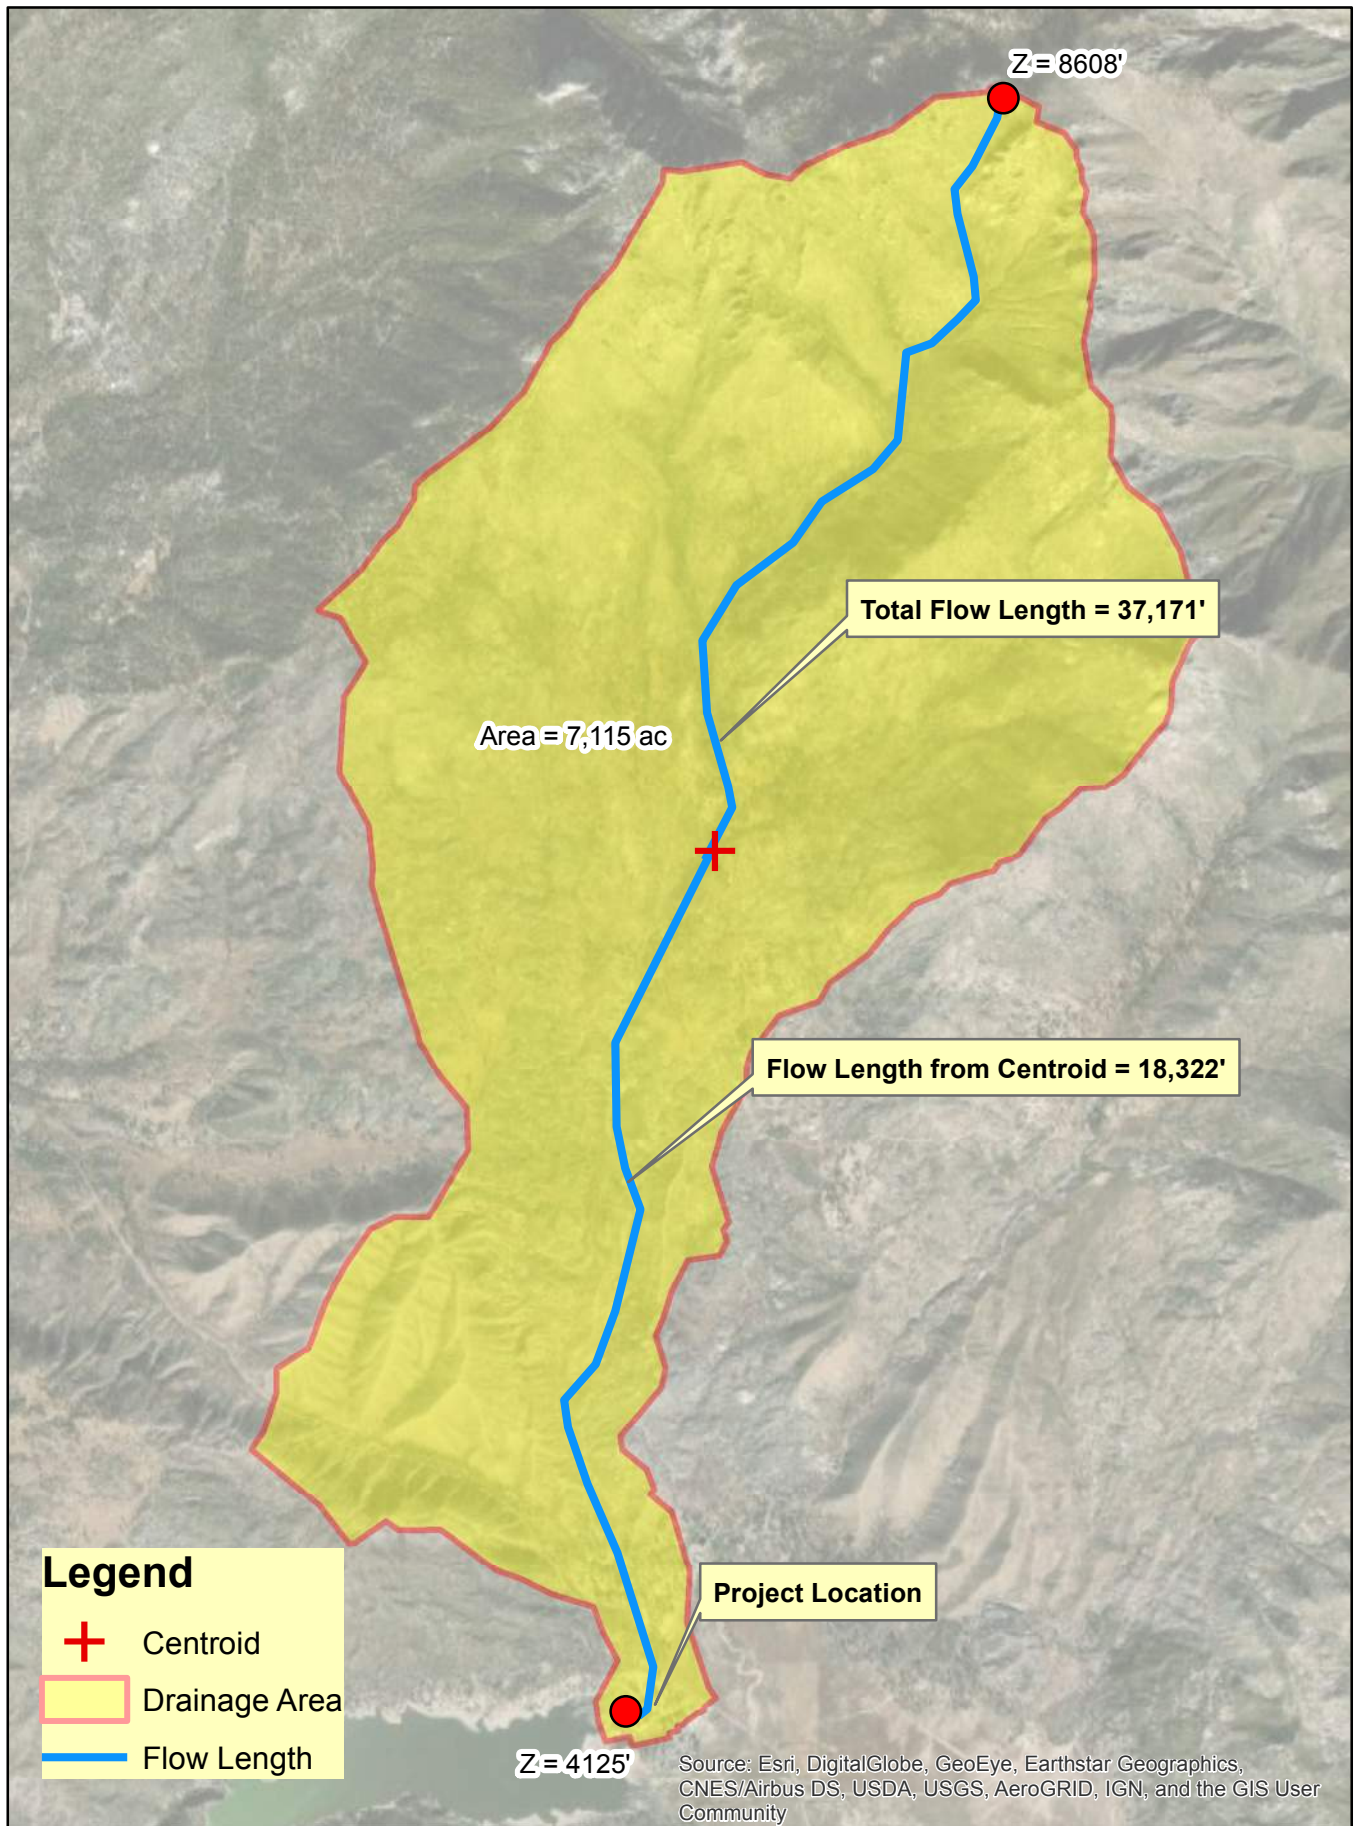 Z = 8608'
Total Flow Length = 37,171'
Area = 7,115 ac
Flow Length from Centroid = 18,322'
Project Location
Legend
Centroid
Drainage Area
Flow Length
Z = 4125'
Source: Esri, DigitalGlobe, GeoEye, Earthstar Geographics,
CNES/Airbus DS, USDA, USGS, AeroGRID, IGN, and the GIS User
Community